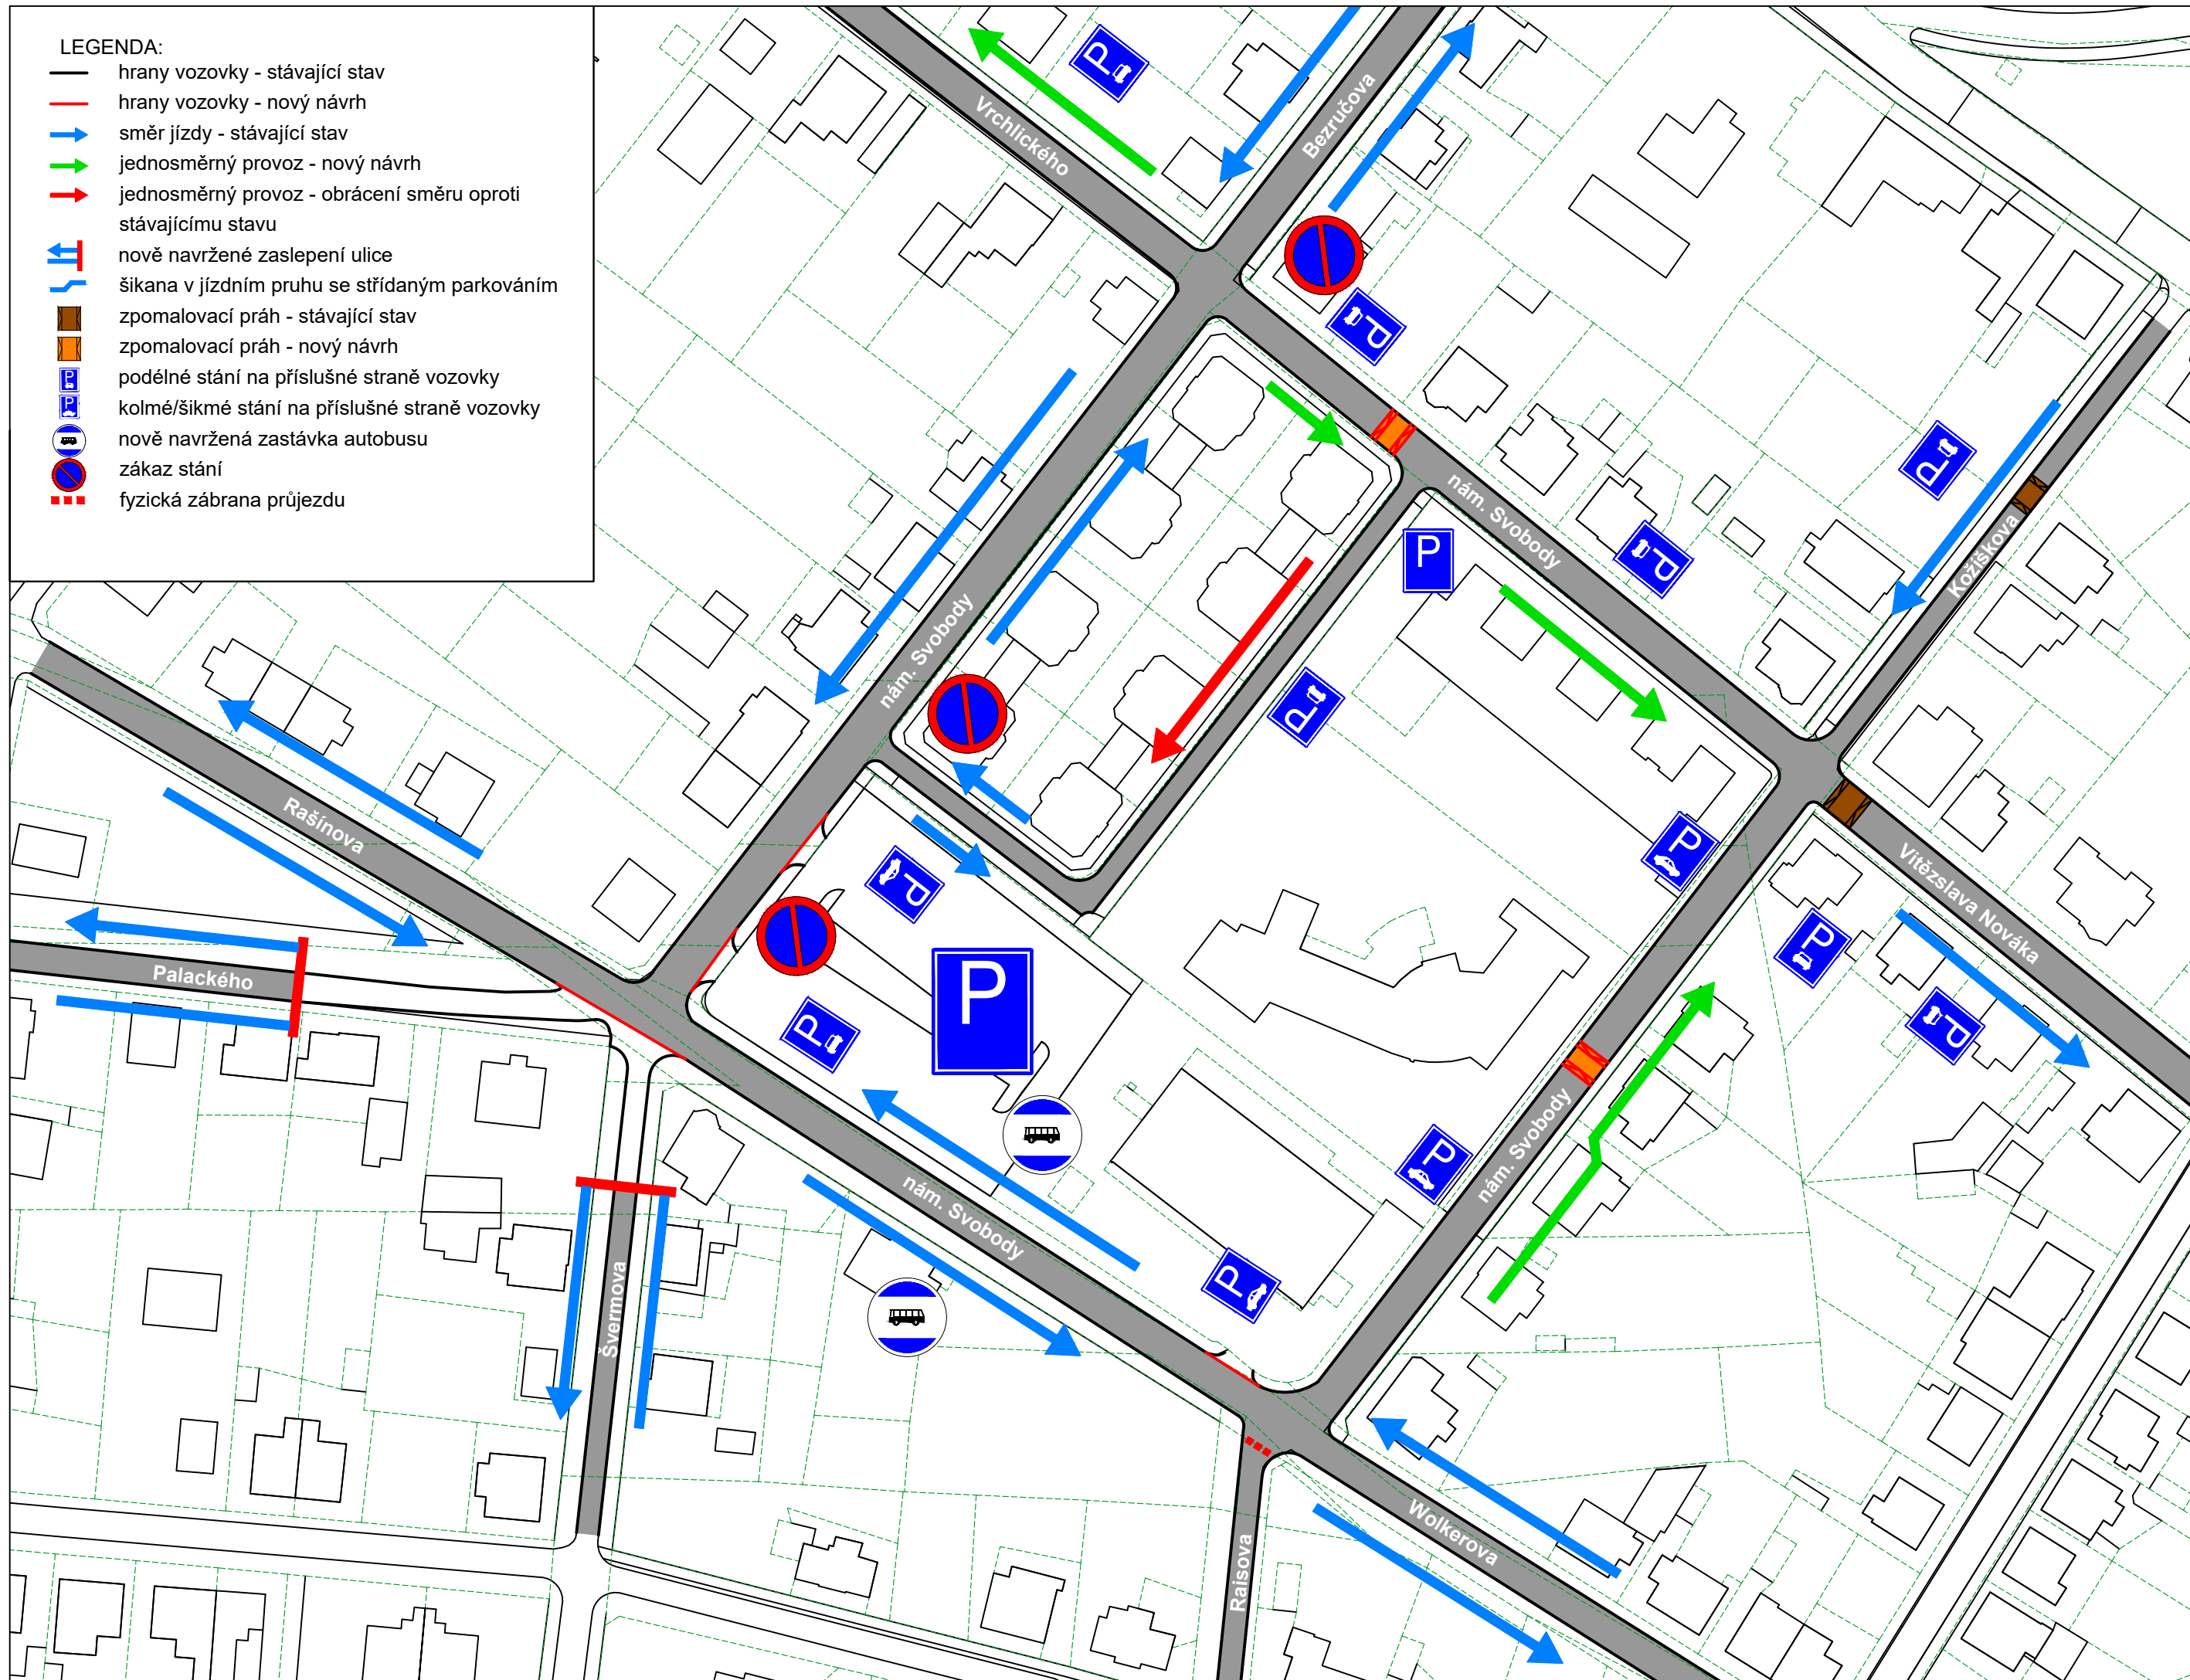 LEGENDA:
hrany vozovky - stávající stav
hrany vozovky - nový návrh
směr jízdy - stávající stav
jednosměrný provoz - nový návrh
jednosměrný provoz - obrácení směru oproti
stávajícímu stavu
nově navržené zaslepení ulice
šikana v jízdním pruhu se střídaným parkováním
zpomalovací práh - stávající stav
zpomalovací práh - nový návrh
P
podélné stání na příslušné straně vozovky
P
kolmé/šikmé stání na příslušné straně vozovky
nově navržená zastávka autobusu
zákaz stání
fyzická zábrana průjezdu
P
Vrchlického
Bezručova
P
P
nám. Svobody
P
P
Kožíškova
nám. Svobody
P
Rašínova
P
P
Vítězslava Nováka
P
Palackého
P
P
P
nám. Svobody
P
nám. Svobody
P
Švermova
Wolkerova
Raisova